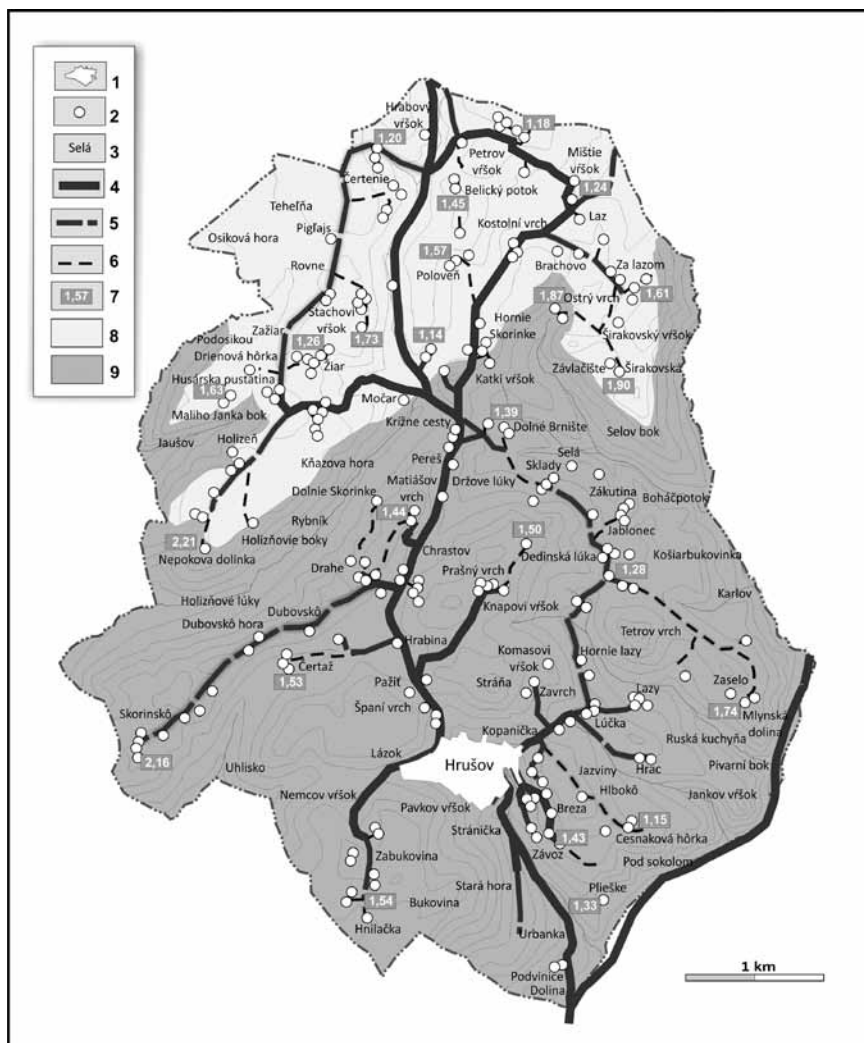 1
2
Selá 3
4
5
6
1,57 7
8
9
Hrabový
vŕšok
1,18
1,20
Petrov
vŕšok
Mištie
vŕšok
Čertenie
Belický potok
1,24
Teheľňa
1,45
Laz
Osiková hora
Pigľajs
Kostolní vrch
Rovne
1,57
Poloveň
Brachovo
Za lazom
Stachovi
vŕšok
1,87
Ostrý vrch
1,61
Podosikou
Zažiar
Hornie
Skorinke
Širakovský vŕšok
Drienová hôrka
1,26
1,73
1,14
Žiar
Závlačište
Širakovská
Husárska pustatina
1,63
Katkí vŕšok
1,90
Maliho Janka bok
Močar
1,39
Selov bok
Jaušov
Holizeň
Krížne cesty
Dolné Brnište
Kňazova hora
Pereš
Selá
Sklady
Dolnie Skorinke
Matiášov
vrch
Držove lúky
Zákutina
Boháčpotok
Rybník
1,44
Jablonec
2,21
Holizňovie boky
1,50
Nepokova dolinka
Chrastov
Dedinská lúka
Košiarbukovinka
Drahe
Prašný vrch
1,28
Holizňové lúky
Karlov
Dubovskô
Knapovi vŕšok
Dubovskô hora
Tetrov vrch
Hrabina
Komasovi
vŕšok
Hornie lazy
Čertaž
1,53
Pažiť
Stráňa
Zavrch
Lazy
Zaselo
1,74
Mlynská
dolina
Skorinskô
Španí vrch
Lúčka
Kopanička
Ruská kuchyňa
2,16
Lázok
Hrušov
Jazviny
Hrác
Pivarní bok
Uhlisko
Hlbokô
Nemcov vŕšok
Jankov vŕšok
Pavkov vŕšok
Breza
1,15
Stránička
1,43
Cesnaková hôrka
Zabukovina
Závoz
Pod sokolom
Stará hora
Plieške
1,54
Bukovina
1,33
Hnilačka
Urbanka
Podvinice
Dolina
1 km